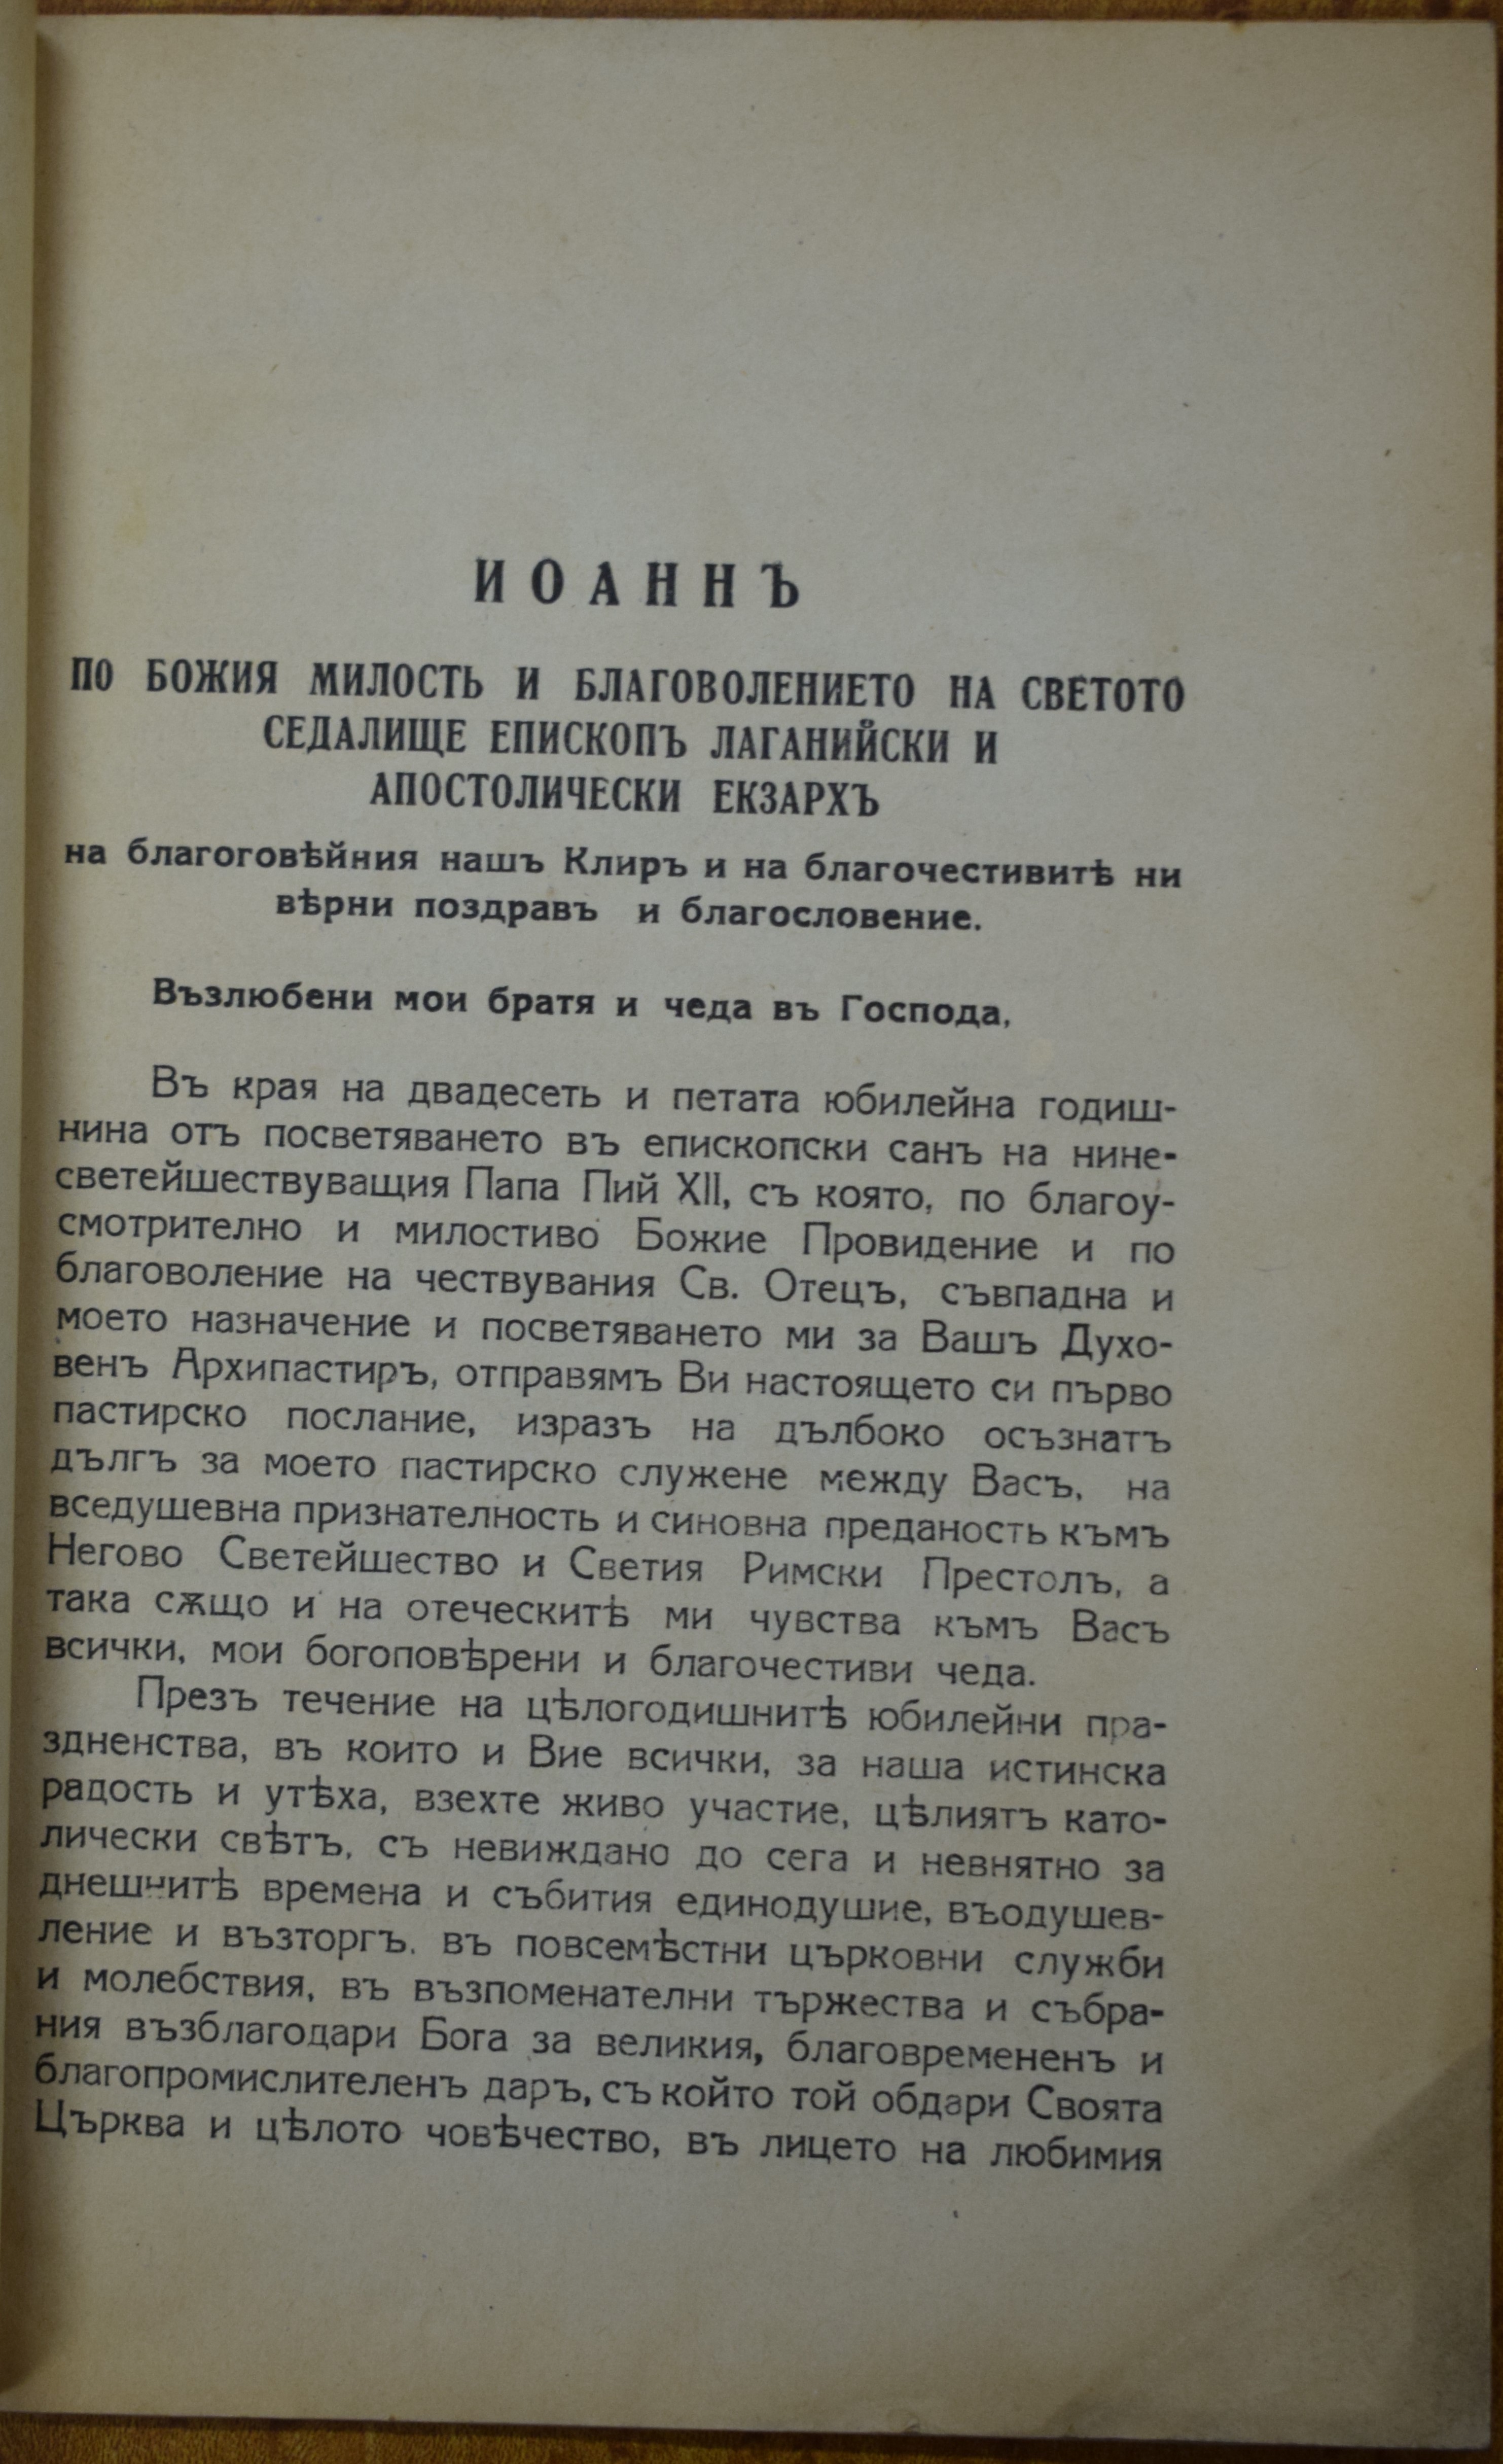 ИОАННЪ
ПО БОЖИЯ МИЛОСТЬ И БЛАГОВОЛЕНИЕТО НА СВЕТОТО
СЕДАЛИЩЕ ЕПИСКОПЪ ЛАГАНИЙСКИ И
АПОСТОЛИЧЕСКИ ЕКЗАРХЪ
на благоговѣйния нашъ Клиръ и на благочестивитѣ ни
вѣрни поздравъ и благословение.
Възлюбени мои братя и чеда въ Господа,
Въ края на двадесеть и петата юбилейна годиш-
нина отъ посветяването въ епископски санъ на нине-
светейшествуващия Папа Пий XII, съ която, по благоу-
смотрително и милостиво Божие Провидение и по
благоволение на чествувания Св. Отецъ, съвпадна и
моето назначение и посветяването ми за Вашъ Духо-
венъ Архипастиръ, отправямъ Ви настоящето си първо
пастирско послание, изразъ на дълбоко осъзнатъ
дългъ за моето пастирско служене между Васъ, на
вседушевна признателность и синовна преданость къмъ
Негово Светейшество и Светия Римски Престолъ, а
така сѫщо и на отеческитѣ ми чувства къмъ Васъ
всички, мои богоповѣрени и благочестиви чеда.
Презъ течение на цѣлогодишнитѣ юбилейни пра-
здненства, въ които и Вие всички, за наша истинска
радость и утѣха, взехте живо участие, цѣлиятъ като-
лически свѣтъ, съ невиждано до сега и невнятно за
днешнитѣ времена и събития единодушие, въодушев-
ление и възторгъ. въ повсемѣстни църковни служби
и молебствия, въ възпоменателни тържества и събра-
ния възблагодари Бога за великия, благовремененъ и
благопромислителенъ даръ, съ който той обдари Своята
Църква и цѣлото човѣчество, въ лицето на любимия